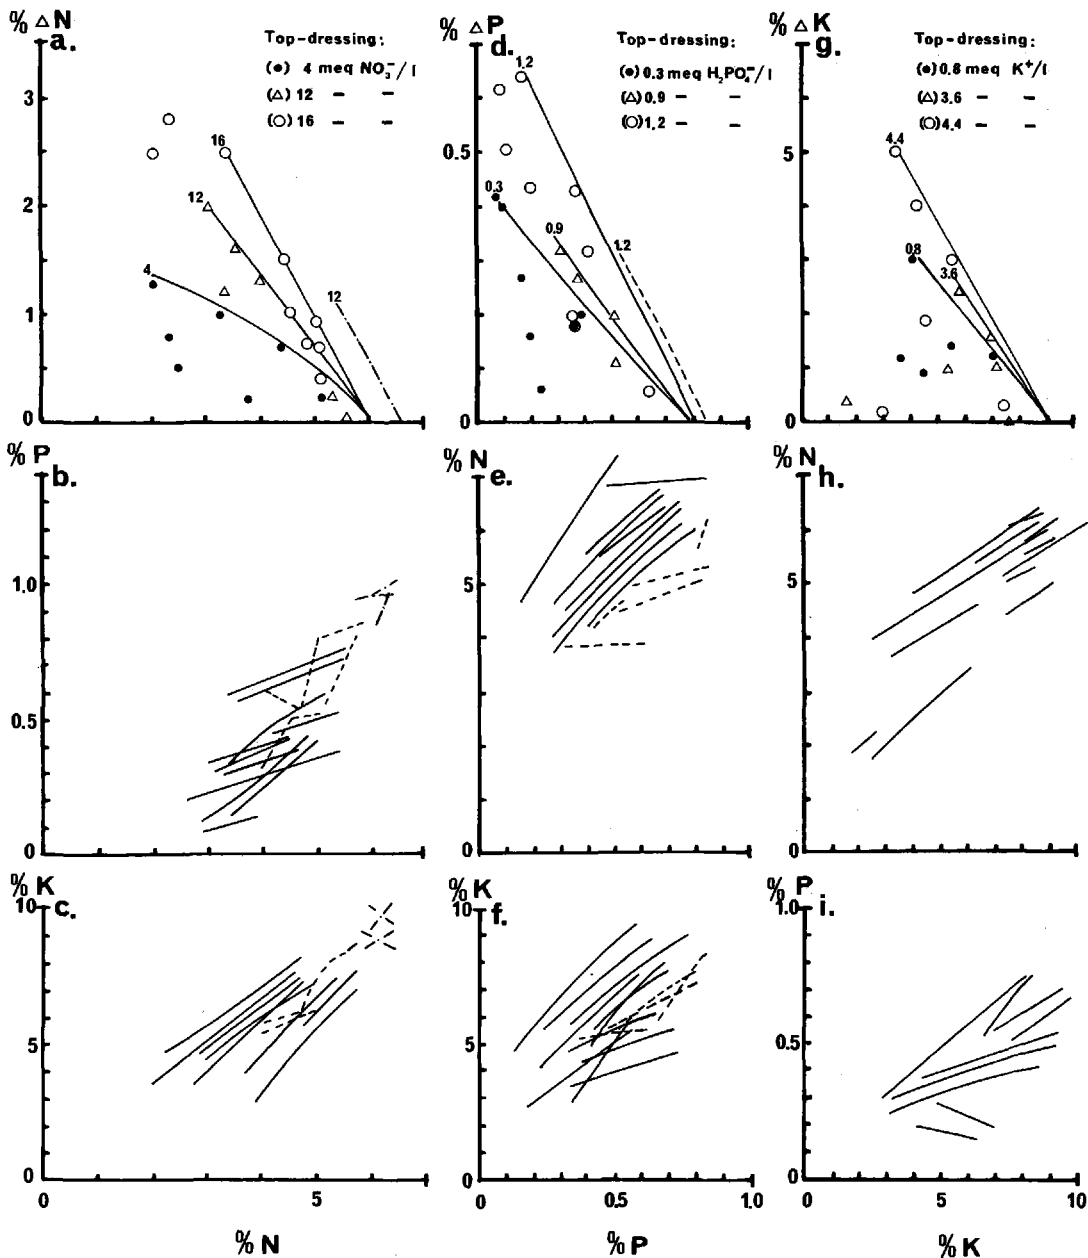 % △ N
a.
Top-dressing:
(●) 4 meq NO₃⁻/l
(△) 12 – –
(○) 16 – –
3
2
1
0
16
12
4
12
% △ P
d.
Top-dressing:
(●) 0.3 meq H₂PO₄⁻/l
(△) 0.9 – –
(○) 1.2 – –
0.5
0
1.2
0.3
0.9
1.2
% △ K
g.
Top-dressing:
(●) 0.8 meq K⁺/l
(△) 3.6 – –
(○) 4.4 – –
5
0
4.4
0.8
3.6
% P
b.
1.0
0.5
0
% N
e.
5
0
% N
h.
5
0
% K
c.
10
5
0
0
5
% N
% K
f.
10
5
0
0
0.5
1.0
% P
% P
i.
1.0
0.5
0
0
5
10
% K